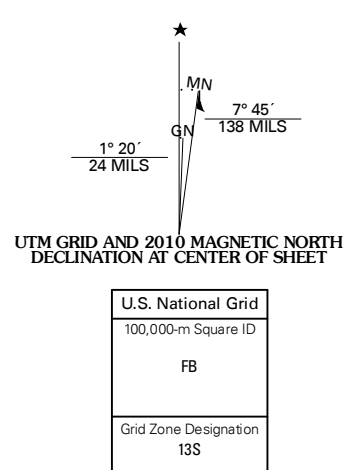 ★
MN
7° 45´
138 MILS
GN
1° 20´
24 MILS
UTM GRID AND 2010 MAGNETIC NORTH
DECLINATION AT CENTER OF SHEET
U.S. National Grid
100,000-m Square ID
FB
Grid Zone Designation
13S